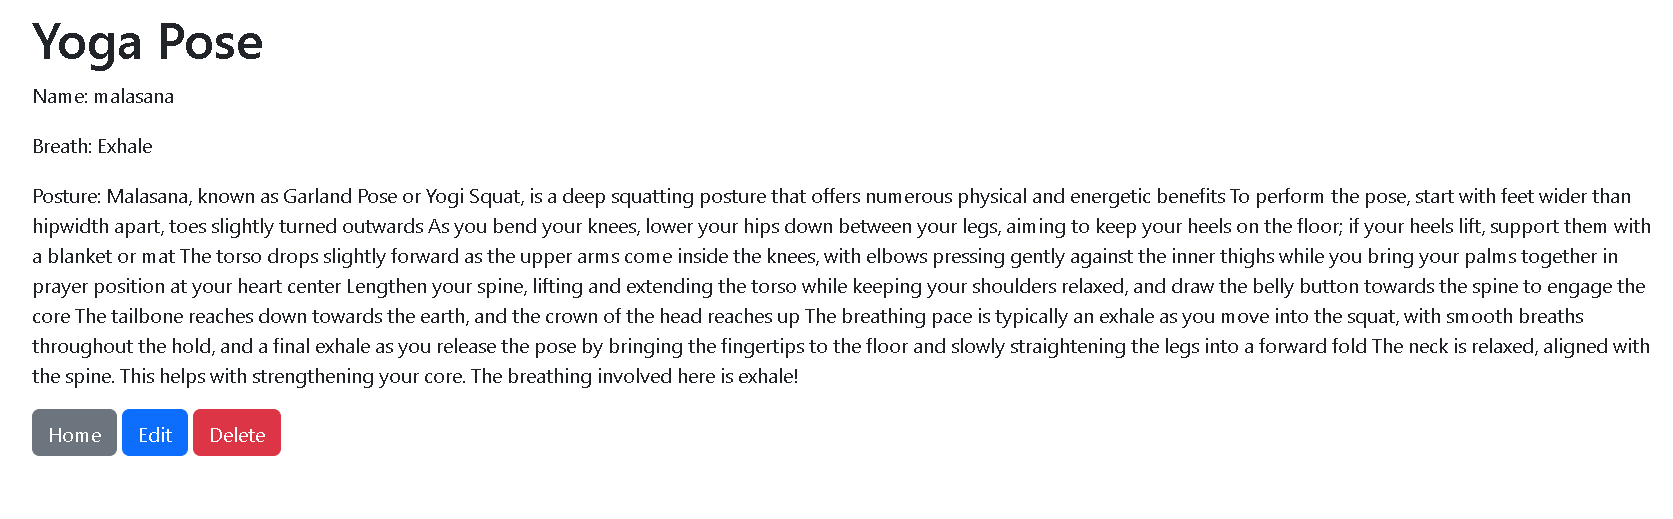 Yoga Pose
Name: malasana
Breath: Exhale
Posture: Malasana, known as Garland Pose or Yogi Squat, is a deep squatting posture that offers numerous physical and energetic benefits To perform the pose, start with feet wider than
hipwidth apart, toes slightly turned outwards As you bend your knees, lower your hips down between your legs, aiming to keep your heels on the floor; if your heels lift, support them with
a blanket or mat The torso drops slightly forward as the upper arms come inside the knees, with elbows pressing gently against the inner thighs while you bring your palms together in
prayer position at your heart center Lengthen your spine, lifting and extending the torso while keeping your shoulders relaxed, and draw the belly button towards the spine to engage the
core The tailbone reaches down towards the earth, and the crown of the head reaches up The breathing pace is typically an exhale as you move into the squat, with smooth breaths
throughout the hold, and a final exhale as you release the pose by bringing the fingertips to the floor and slowly straightening the legs into a forward fold The neck is relaxed, aligned with
the spine. This helps with strengthening your core. The breathing involved here is exhale!
Home Edit Delete